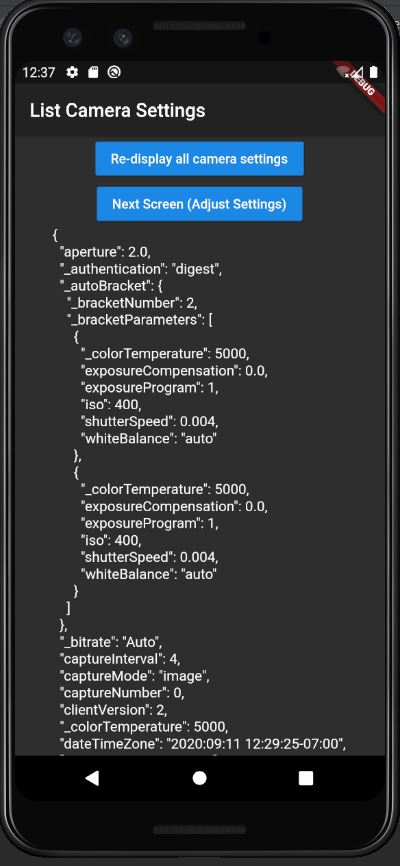 12:37
DEBUG
List Camera Settings
Re-display all camera settings
Next Screen (Adjust Settings)
{
"aperture": 2.0,
"_authentication": "digest",
"_autoBracket": {
"_bracketNumber": 2,
"_bracketParameters": [
{
"_colorTemperature": 5000,
"exposureCompensation": 0.0,
"exposureProgram": 1,
"iso": 400,
"shutterSpeed": 0.004,
"whiteBalance": "auto"
},
{
"_colorTemperature": 5000,
"exposureCompensation": 0.0,
"exposureProgram": 1,
"iso": 400,
"shutterSpeed": 0.004,
"whiteBalance": "auto"
}
]
},
"_bitrate": "Auto",
"captureInterval": 4,
"captureMode": "image",
"captureNumber": 0,
"clientVersion": 2,
"_colorTemperature": 5000,
"dateTimeZone": "2020:09:11 12:29:25-07:00",